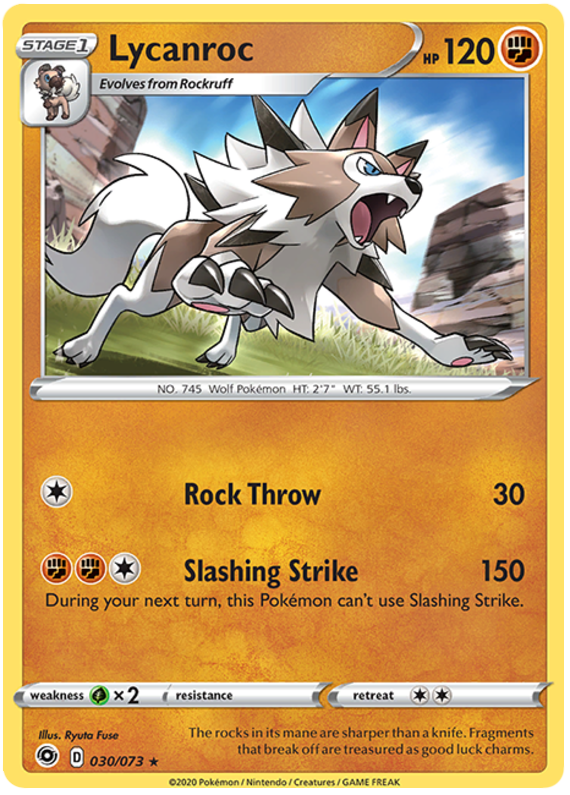 STAGE 1
Lycanroc
HP 120
Evolves from Rockruff
NO. 745 Wolf Pokémon HT: 2'7" WT: 55.1 lbs.
Rock Throw 30
Slashing Strike 150
During your next turn, this Pokémon can't use Slashing Strike.
weakness ×2 resistance retreat
Illus. Ryuta Fuse
The rocks in its mane are sharper than a knife. Fragments
that break off are treasured as good luck charms.
D 030/073 ★
©2020 Pokémon / Nintendo / Creatures / GAME FREAK